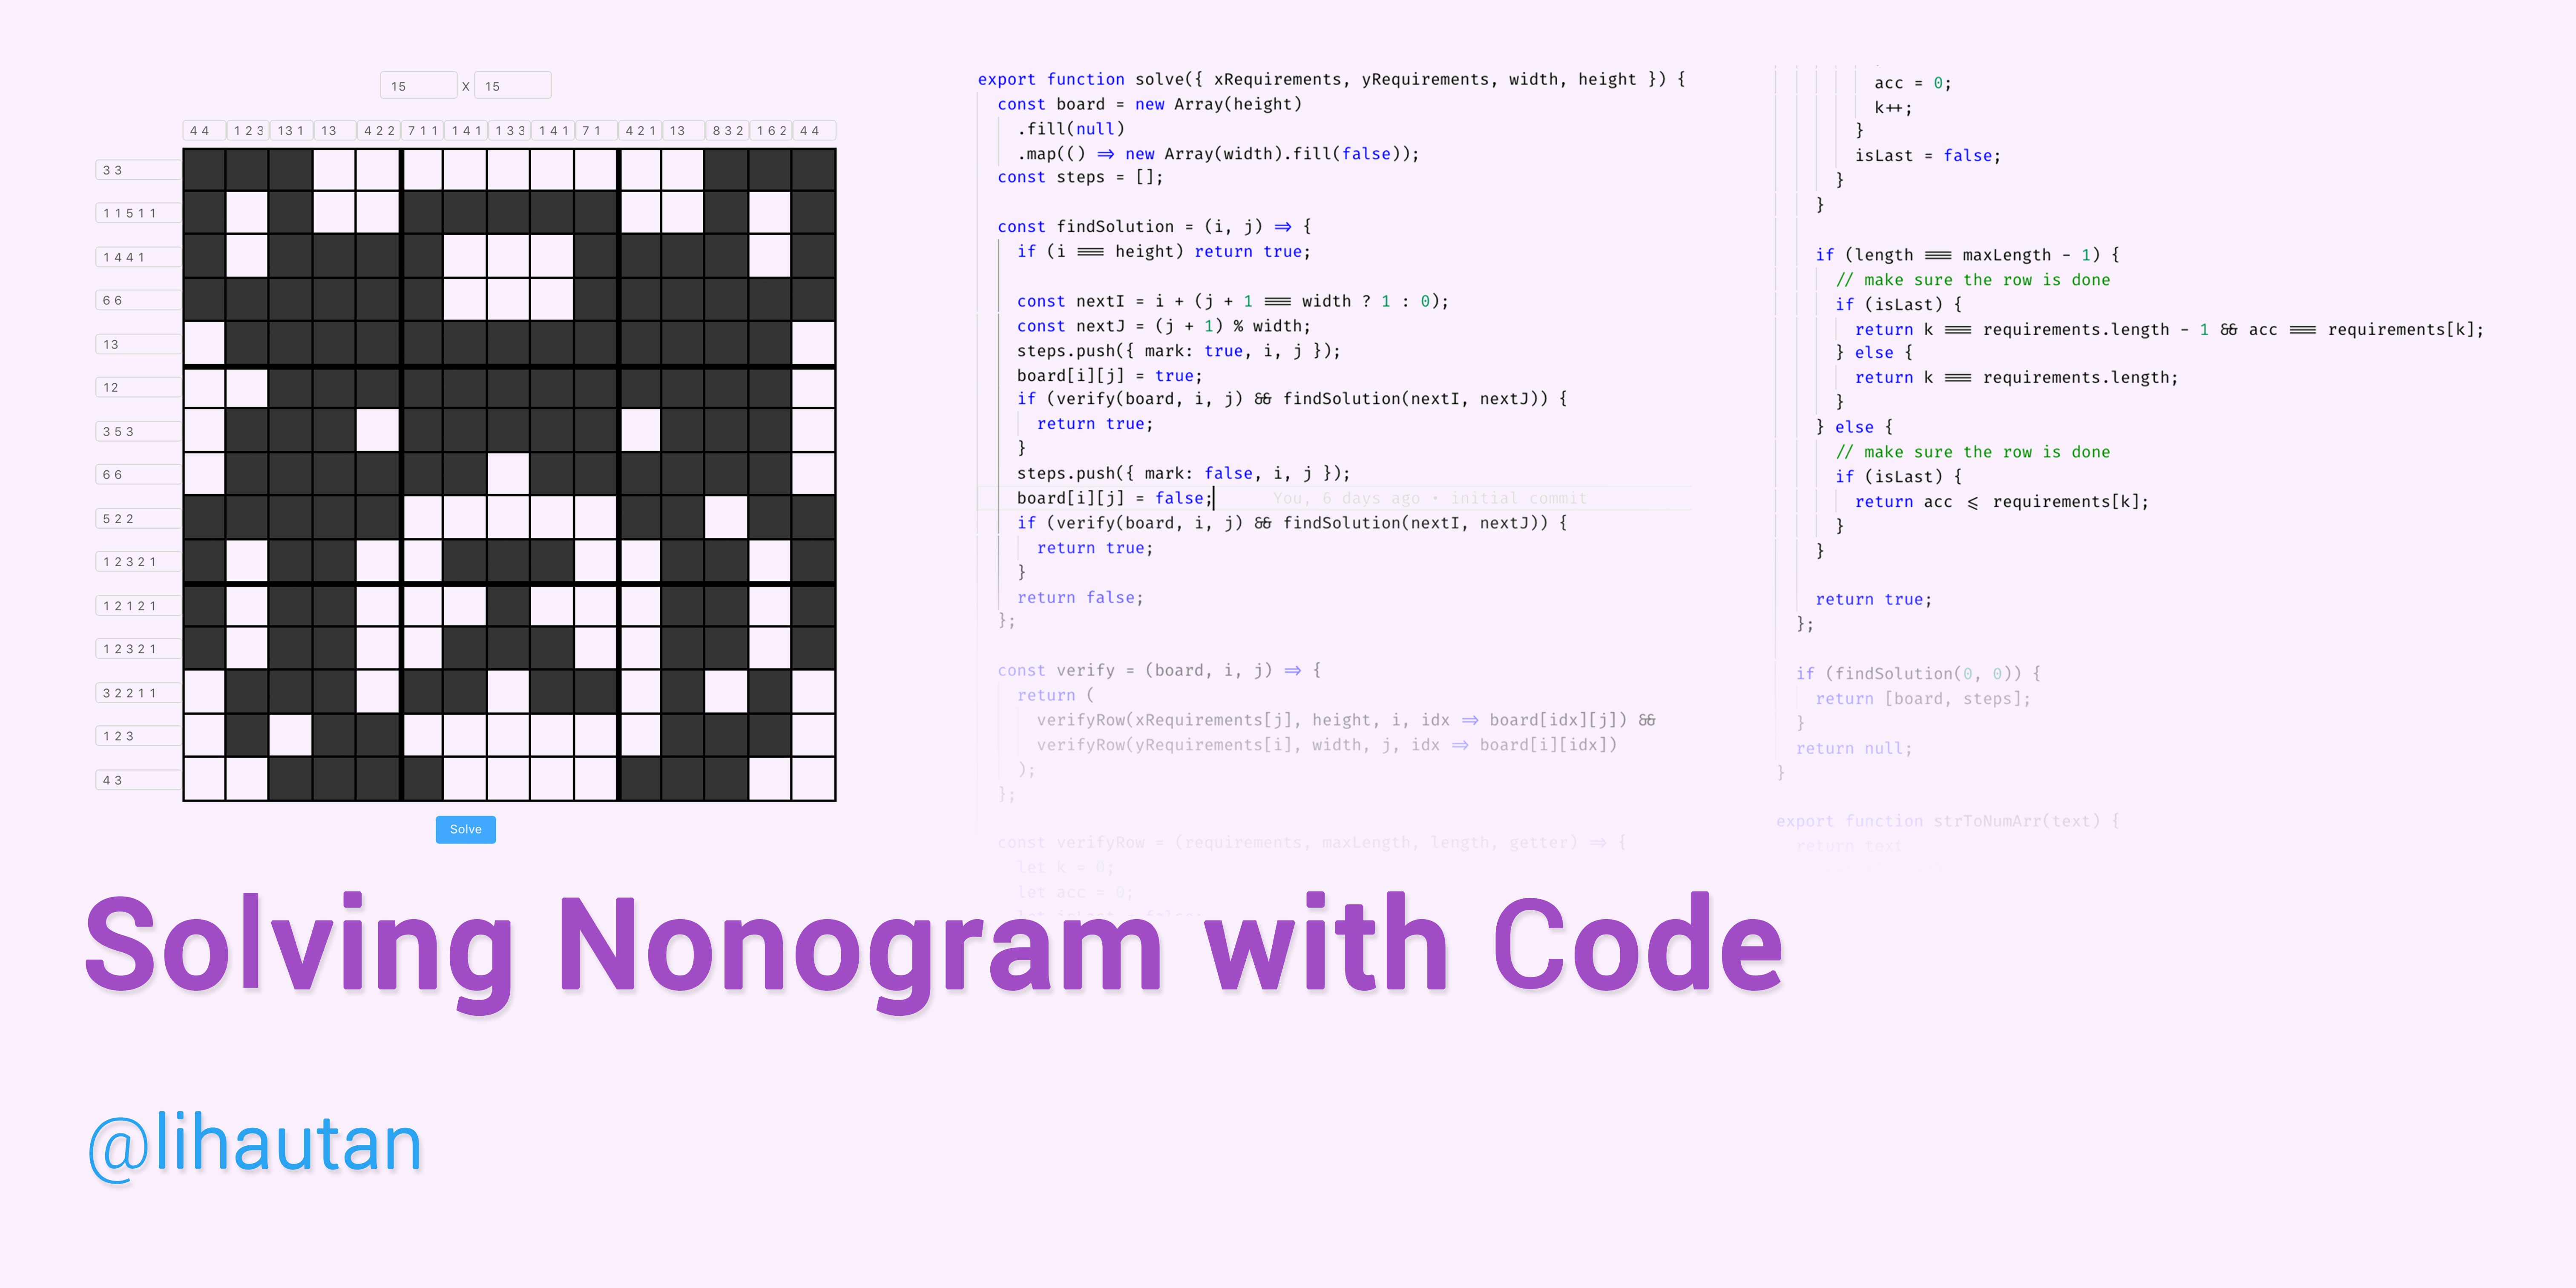 15 X 15
4 4 1 2 3 13 1 13 4 2 2 7 1 1 1 4 1 1 3 3 1 4 1 7 1 4 2 1 13 8 3 2 1 6 2 4 4
3 3
1 1 5 1 1
1 4 4 1
6 6
13
12
3 5 3
6 6
5 2 2
1 2 3 2 1
1 2 1 2 1
1 2 3 2 1
3 2 2 1 1
1 2 3
4 3
Solve
export function solve({ xRequirements, yRequirements, width, height }) {
const board = new Array(height)
.fill(null)
.map(() => new Array(width).fill(false));
const steps = [];
const findSolution = (i, j) => {
if (i === height) return true;
const nextI = i + (j + 1 === width ? 1 : 0);
const nextJ = (j + 1) % width;
steps.push({ mark: true, i, j });
board[i][j] = true;
if (verify(board, i, j) && findSolution(nextI, nextJ)) {
return true;
}
steps.push({ mark: false, i, j });
board[i][j] = false; You, 6 days ago • initial commit
if (verify(board, i, j) && findSolution(nextI, nextJ)) {
return true;
}
return false;
};
const verify = (board, i, j) => {
return (
verifyRow(xRequirements[j], height, i, idx => board[idx][j]) &&
verifyRow(yRequirements[i], width, j, idx => board[i][idx])
);
};
const verifyRow = (requirements, maxLength, length, getter) => {
let k = 0;
let acc = 0;
acc = 0;
k++;
}
isLast = false;
}
}
if (length === maxLength - 1) {
// make sure the row is done
if (isLast) {
return k === requirements.length - 1 && acc === requirements[k];
} else {
return k === requirements.length;
}
} else {
// make sure the row is done
if (isLast) {
return acc <= requirements[k];
}
}
return true;
};
if (findSolution(0, 0)) {
return [board, steps];
}
return null;
}
export function strToNumArr(text) {
return text
Solving Nonogram with Code
@lihautan